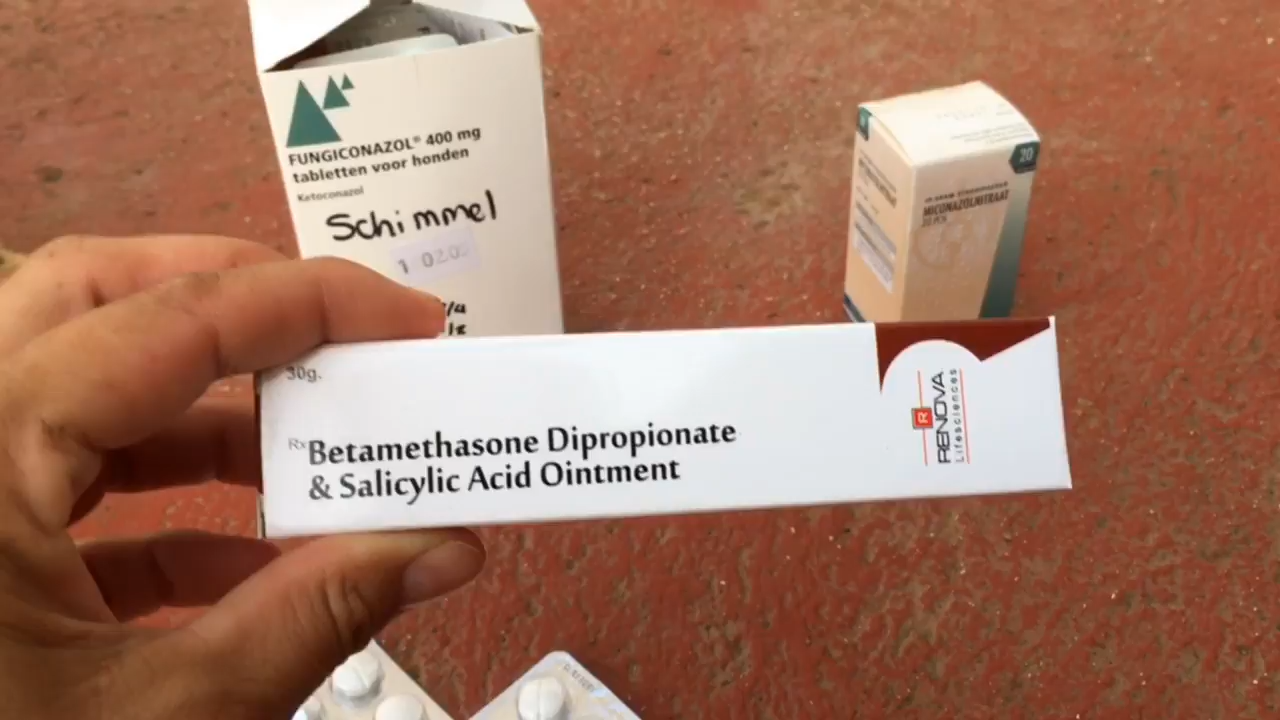 FUNGICONAZOL® 400 mg
tabletten voor honden
Ketoconazol
Schimmel
20
MICONAZOLNITRAAT
30g.
Rx Betamethasone Dipropionate
& Salicylic Acid Ointment
R
RENOVA
Lifesciences